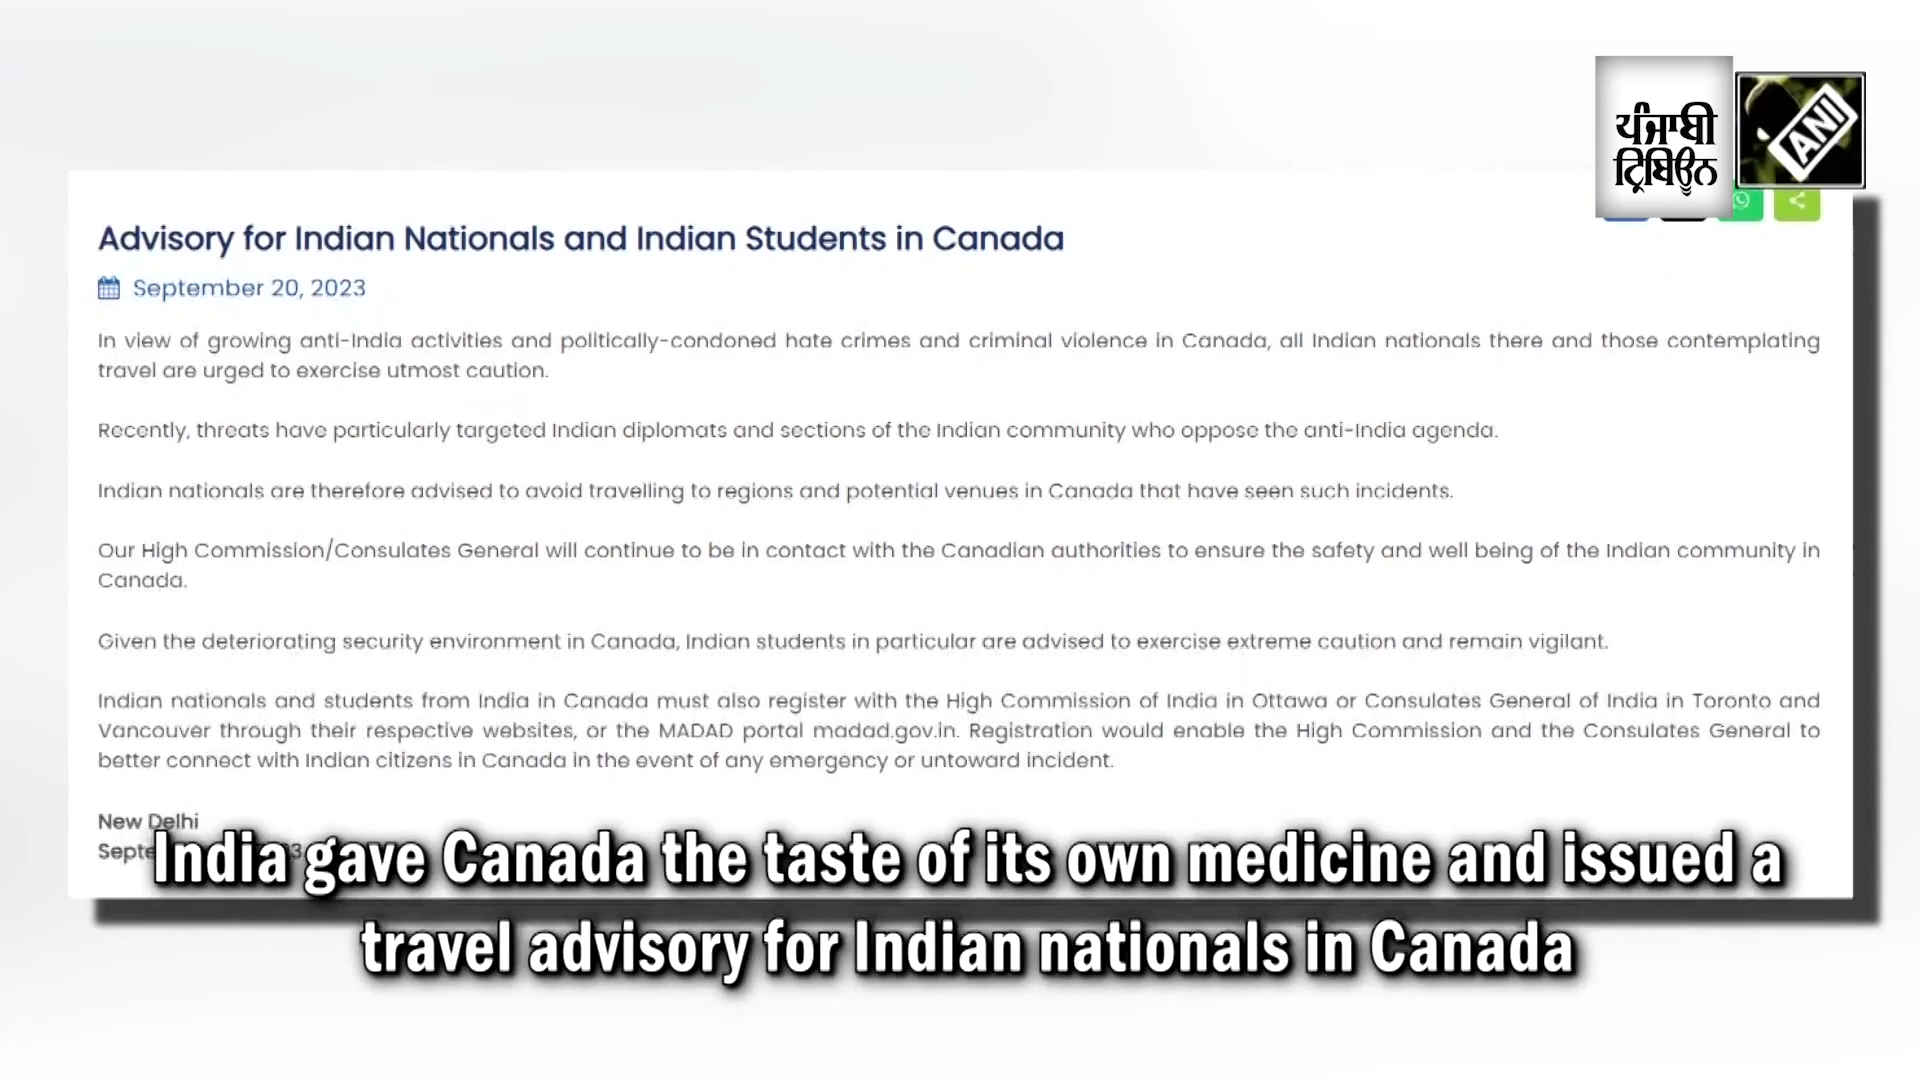 ਪੰਜਾਬੀ
ਟ੍ਰਿਬਿਊਨ
ANI
Advisory for Indian Nationals and Indian Students in Canada
September 20, 2023
In view of growing anti-India activities and politically-condoned hate crimes and criminal violence in Canada, all Indian nationals there and those contemplating
travel are urged to exercise utmost caution.
Recently, threats have particularly targeted Indian diplomats and sections of the Indian community who oppose the anti-India agenda.
Indian nationals are therefore advised to avoid travelling to regions and potential venues in Canada that have seen such incidents.
Our High Commission/Consulates General will continue to be in contact with the Canadian authorities to ensure the safety and well being of the Indian community in
Canada.
Given the deteriorating security environment in Canada, Indian students in particular are advised to exercise extreme caution and remain vigilant.
Indian nationals and students from India in Canada must also register with the High Commission of India in Ottawa or Consulates General of India in Toronto and
Vancouver through their respective websites, or the MADAD portal madad.gov.in. Registration would enable the High Commission and the Consulates General to
better connect with Indian citizens in Canada in the event of any emergency or untoward incident.
New Delhi
India gave Canada the taste of its own medicine and issued a
travel advisory for Indian nationals in Canada